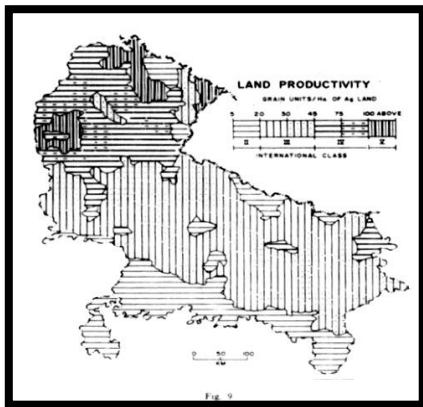 LAND PRODUCTIVITY
GRAIN UNITS/Ha OF Ag LAND
5 20 30 45 75 100 ABOVE
II III IV V
INTERNATIONAL CLASS
0 50 100
KM
Fig. 9